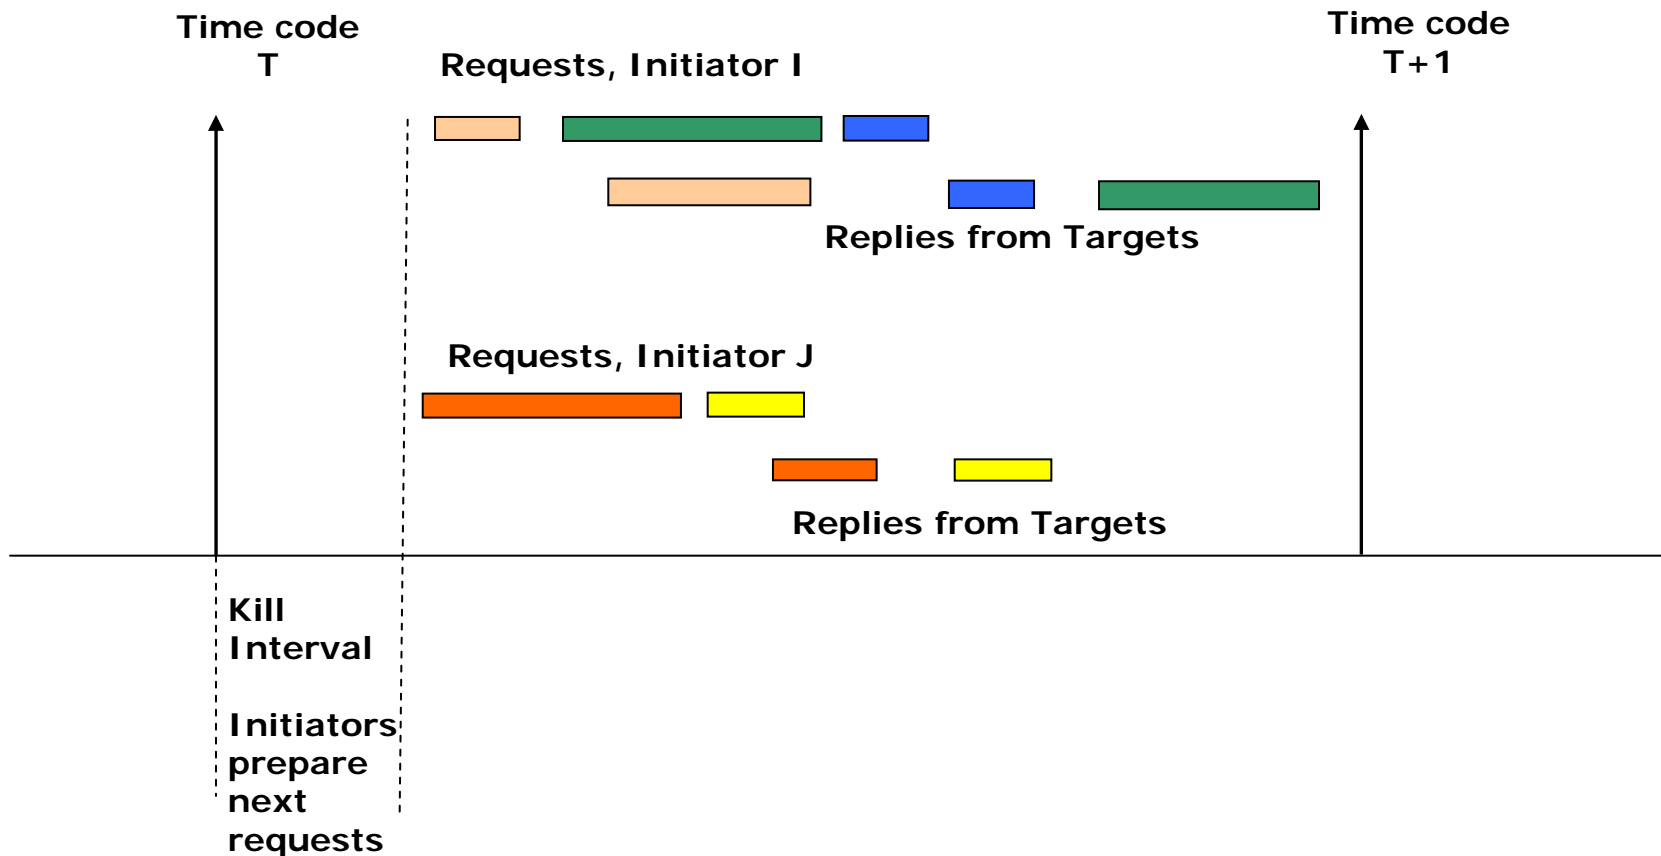 Time code
T
Requests, Initiator I
Time code
T+1
Replies from Targets
Requests, Initiator J
Replies from Targets
Kill
Interval
Initiators
prepare
next
requests